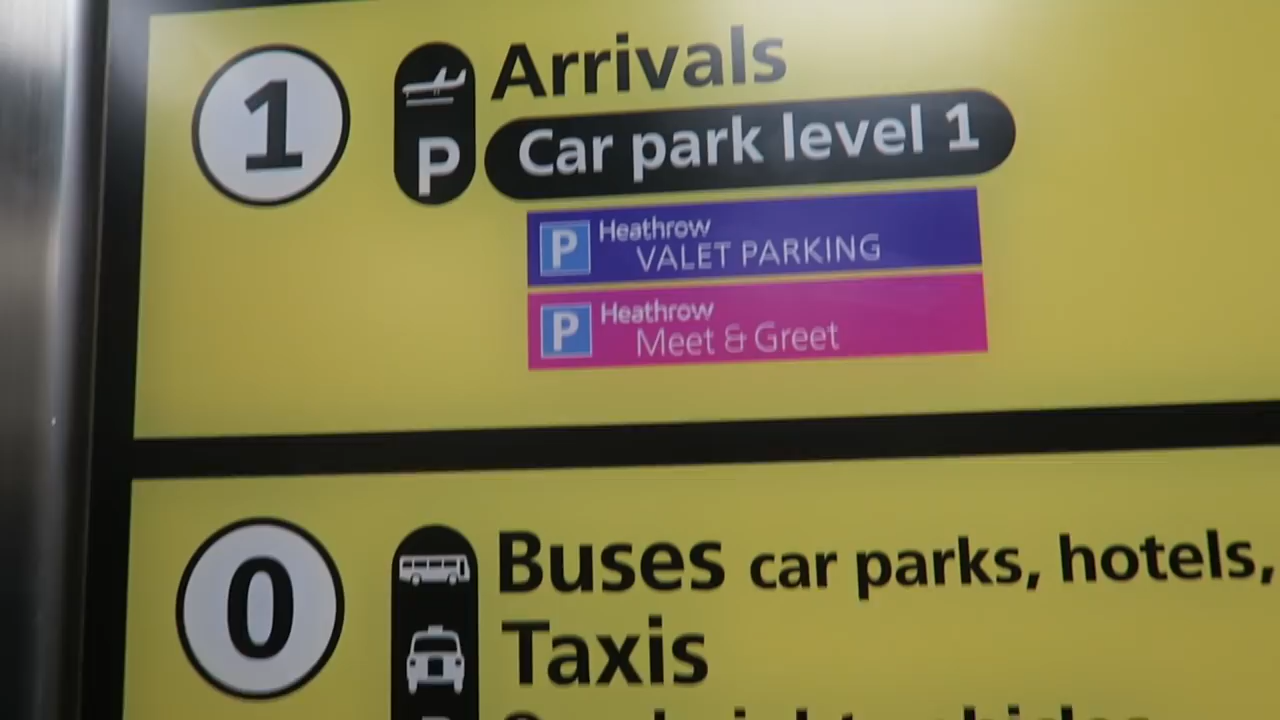 1
Arrivals
P
Car park level 1
P Heathrow
VALET PARKING
P Heathrow
Meet & Greet
0
Buses car parks, hotels,
Taxis